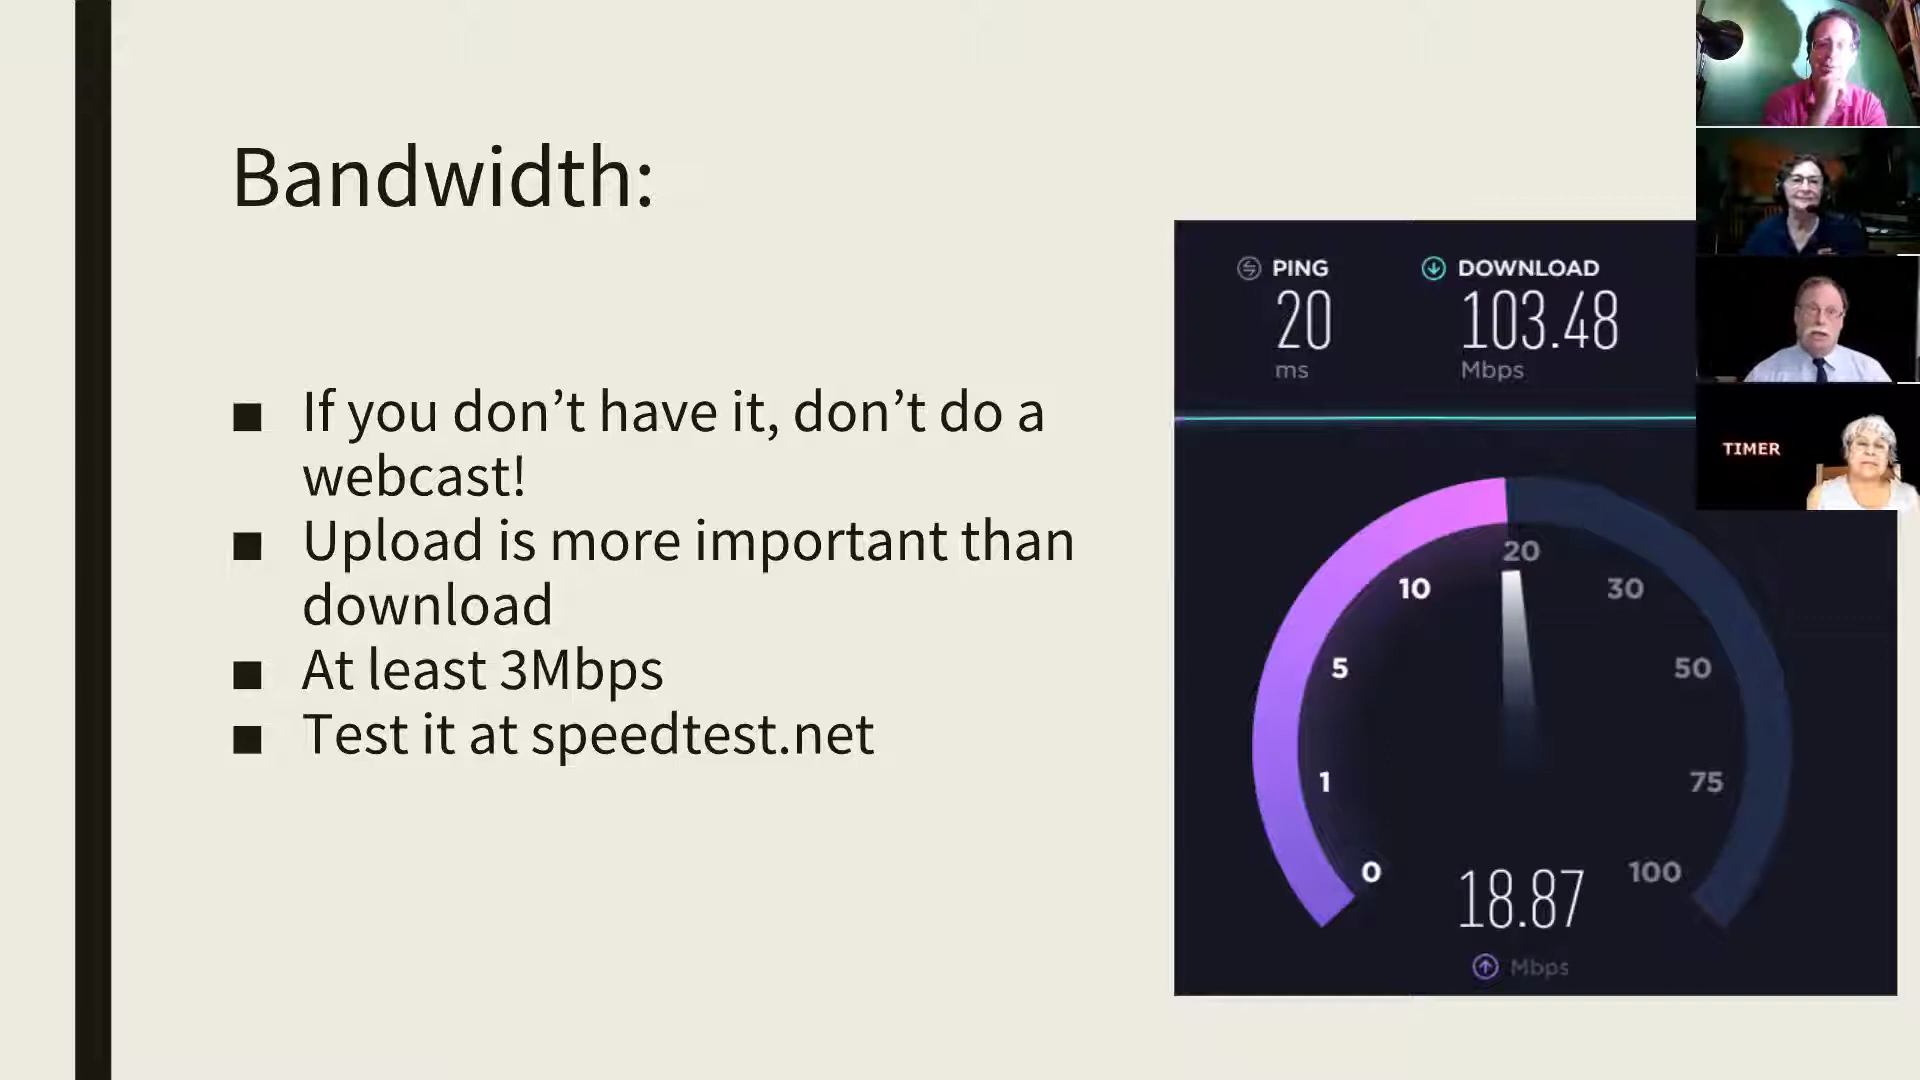 Bandwidth:
If you don’t have it, don’t do a
webcast!
Upload is more important than
download
At least 3Mbps
Test it at speedtest.net
PING
20
ms
DOWNLOAD
103.48
Mbps
TIMER
20
10
30
5
50
1
75
0
100
18.87
Mbps